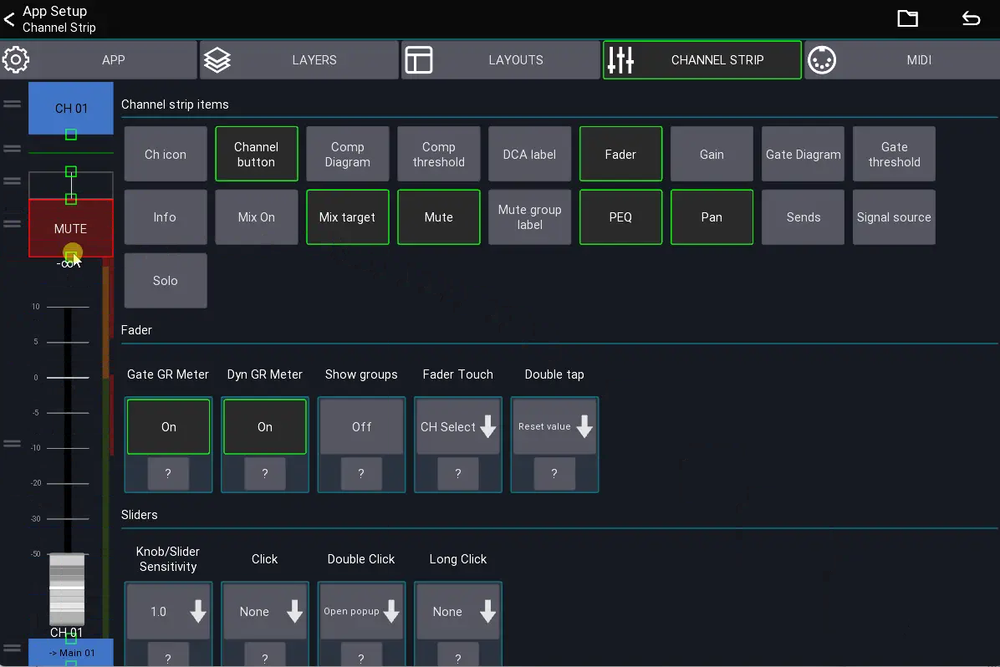 App Setup
Channel Strip
APP
LAYERS
LAYOUTS
CHANNEL STRIP
MIDI
CH 01
Channel strip items
Ch icon
Channel
button
Comp
Diagram
Comp
threshold
DCA label
Fader
Gain
Gate Diagram
Gate
threshold
Info
Mix On
Mix target
Mute
Mute group
label
PEQ
Pan
Sends
Signal source
Solo
MUTE
-∞
10
5
0
-5
-10
-20
-30
-50
CH 01
-> Main 01
Fader
Gate GR Meter
Dyn GR Meter
Show groups
Fader Touch
Double tap
On
On
Off
CH Select
Reset value
?
?
?
?
?
Sliders
Knob/Slider
Sensitivity
Click
Double Click
Long Click
1.0
None
Open popup
None
?
?
?
?